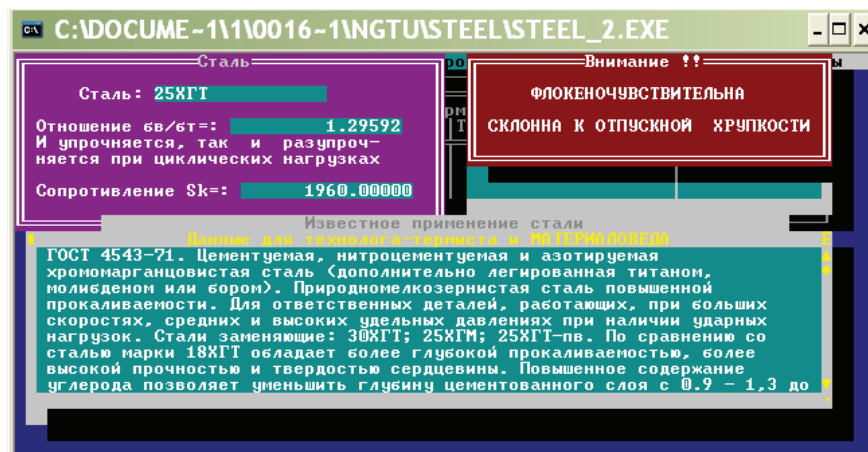 C:\DOCUME~1\1\0016~1\NGTU\STEEL\STEEL_2.EXE
Сталь
Сталь: 25ХГТ
Отношение бв/бт=: 1.29592
И упрочняется, так и разупроч-
няется при циклических нагрузках
Сопротивление Sk=: 1960.00000
Внимание !!
ФЛОКЕНОЧУВСТВИТЕЛЬНА
СКЛОННА К ОТПУСКНОЙ ХРУПКОСТИ
Известное применение стали
Данные для технолога-термиста и МАТЕРИАЛОВЕДА
ГОСТ 4543-71. Цементуемая, нитроцементуемая и азотируемая
хромомарганцовистая сталь (дополнительно легированная титаном,
молибденом или бором). Природномелкозернистая сталь повышенной
прокаливаемости. Для ответственных деталей, работающих, при больших
скоростях, средних и высоких удельных давлениях при наличии ударных
нагрузок. Стали заменяющие: 30ХГТ; 25ХГМ; 25ХГТ-пв. По сравнению со
сталью марки 18ХГТ обладает более глубокой прокаливаемостью, более
высокой прочностью и твердостью сердцевины. Повышенное содержание
углерода позволяет уменьшить глубину цементованного слоя с 0.9 - 1,3 до